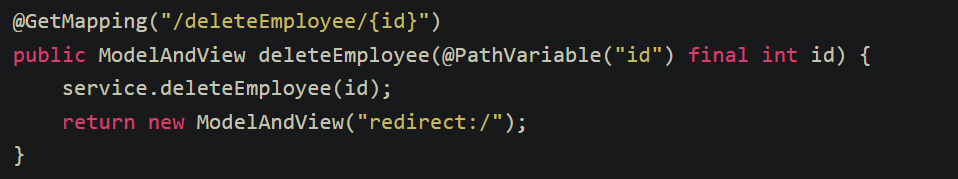 @GetMapping("/deleteEmployee/{id}")
public ModelAndView deleteEmployee(@PathVariable("id") final int id) {
    service.deleteEmployee(id);
    return new ModelAndView("redirect:/");
}